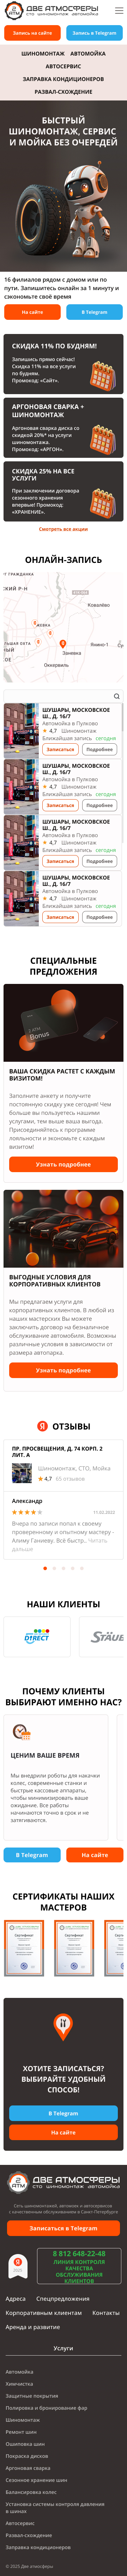 2
ATM
ДВЕ АТМОСФЕРЫ
сто шиномонтаж автомойка
Запись на сайте
Запись в Telegram
ШИНОМОНТАЖ АВТОМОЙКА
АВТОСЕРВИС
ЗАПРАВКА КОНДИЦИОНЕРОВ
РАЗВАЛ-СХОЖДЕНИЕ
БЫСТРЫЙ
ШИНОМОНТАЖ, СЕРВИС
И МОЙКА БЕЗ ОЧЕРЕДЕЙ
16 филиалов рядом с домом или по
пути. Запишитесь онлайн за 1 минуту и
сэкономьте своё время
На сайте
В Telegram
СКИДКА 11% ПО БУДНЯМ!
Запишись прямо сейчас!
Скидка 11% на все услуги
по будням.
Промокод: «Сайт».
АРГОНОВАЯ СВАРКА +
ШИНОМОНТАЖ
Аргоновая сварка диска со
скидкой 20%* на услуги
шиномонтажа.
Промокод: «АРГОН».
СКИДКА 25% НА ВСЕ
УСЛУГИ
При заключении договора
сезонного хранения
впервые! Промокод:
«ХРАНЕНИЕ».
Смотреть все акции
ОНЛАЙН-ЗАПИСЬ
Ковалёво
Янино-1
Заневка
Оккервиль
ШУШАРЫ, МОСКОВСКОЕ
Ш., Д. 16/7
Автомойка в Пулково
4,7 Шиномонтаж
Ближайшая запись сегодня
Записаться
Подробнее
ШУШАРЫ, МОСКОВСКОЕ
Ш., Д. 16/7
Автомойка в Пулково
4,7 Шиномонтаж
Ближайшая запись сегодня
Записаться
Подробнее
ШУШАРЫ, МОСКОВСКОЕ
Ш., Д. 16/7
Автомойка в Пулково
4,7 Шиномонтаж
Ближайшая запись сегодня
Записаться
Подробнее
ШУШАРЫ, МОСКОВСКОЕ
Ш., Д. 16/7
Автомойка в Пулково
4,7 Шиномонтаж
Ближайшая запись сегодня
Записаться
Подробнее
СПЕЦИАЛЬНЫЕ
ПРЕДЛОЖЕНИЯ
2 ATM
Bonus
ВАША СКИДКА РАСТЕТ С КАЖДЫМ
ВИЗИТОМ!
Заполните анкету и получите
постоянную скидку уже сегодня! Чем
больше вы пользуетесь нашими
услугами, тем выше ваша выгода.
Присоединяйтесь к программе
лояльности и экономьте с каждым
визитом!
Узнать подробнее
ВЫГОДНЫЕ УСЛОВИЯ ДЛЯ
КОРПОРАТИВНЫХ КЛИЕНТОВ
Мы предлагаем услуги для
корпоративных клиентов. В любой из
наших мастерских Вы можете
заключить договор на безналичное
обслуживание автомобиля. Возможны
различные условия в зависимости от
размера автопарка.
Узнать подробнее
Я ОТЗЫВЫ
ПР. ПРОСВЕЩЕНИЯ, Д. 74 КОРП. 2
ЛИТ. А
Шиномонтаж, СТО, Мойка
4,7 65 отзывов
Александр
11.02.2022
Вчера по записи попал к своему
проверенному и опытному мастеру -
Алиму Ганиеву. Всё быстр... Читать
дальше
НАШИ КЛИЕНТЫ
DIRECT
STÄUB
ПОЧЕМУ КЛИЕНТЫ
ВЫБИРАЮТ ИМЕННО НАС?
ЦЕНИМ ВАШЕ ВРЕМЯ
Мы внедрили роботы для накачки
колес, современные станки и
быстрые кассовые аппараты,
чтобы минимизировать ваше
ожидание. Все работы
начинаются точно в срок и не
затягиваются.
В Telegram
На сайте
СЕРТИФИКАТЫ НАШИХ
МАСТЕРОВ
Сертификат
Сертификат
ХОТИТЕ ЗАПИСАТЬСЯ?
ВЫБИРАЙТЕ УДОБНЫЙ
СПОСОБ!
В Telegram
На сайте
2
ATM
ДВЕ АТМОСФЕРЫ
сто шиномонтаж автомойка
Сеть шиномонтажей, автомоек и автосервисов
с качественным обслуживанием в Санкт-Петербурге
Записаться в Telegram
8 812 648-22-48
ЛИНИЯ КОНТРОЛЯ
КАЧЕСТВА
ОБСЛУЖИВАНИЯ
КЛИЕНТОВ
Адреса Спецпредложения
Корпоративным клиентам Контакты
Аренда и развитие
Услуги
Автомойка
Химчистка
Защитные покрытия
Полировка и бронирование фар
Шиномонтаж
Ремонт шин
Ошиповка шин
Покраска дисков
Аргоновая сварка
Сезонное хранение шин
Балансировка колес
Установка системы контроля давления
в шинах
Автосервис
Развал-схождение
Заправка кондиционеров
© 2025 Две атмосферы